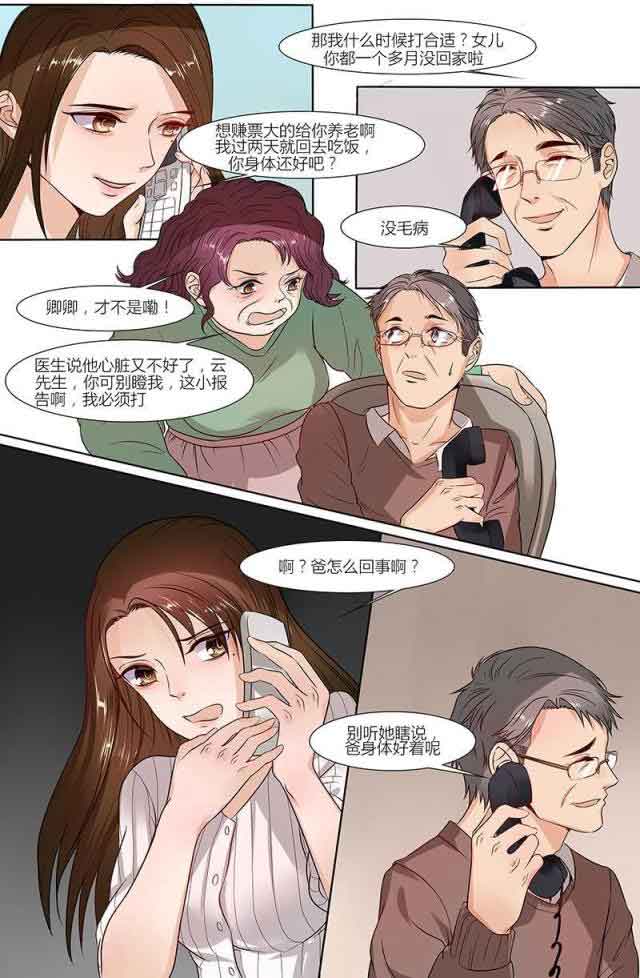 那我什么时候打合适？女儿
你都一个多月没回家啦
想赚票大的给你养老啊
我过两天就回去吃饭，
你身体还好吧？
没毛病
卿卿，才不是嘞！
医生说他心脏又不好了，云
先生，你可别瞪我，这小报
告啊，我必须打
啊？爸怎么回事啊？
别听她瞎说，
爸身体好着呢